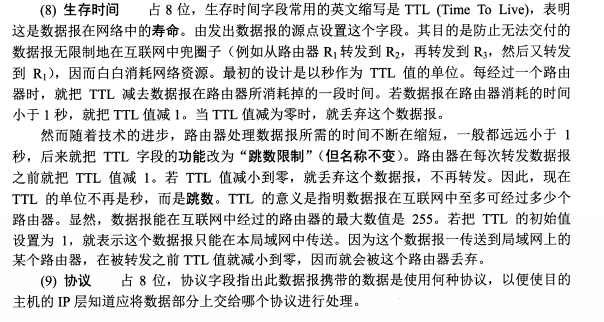 (8) 生存时间 占 8 位，生存时间字段常用的英文缩写是 TTL (Time To Live)，表明
这是数据报在网络中的寿命。由发出数据报的源点设置这个字段。其目的是防止无法交付的
数据报无限制地在互联网中兜圈子（例如从路由器 R₁ 转发到 R₂，再转发到 R₃，然后又转发
到 R₁），因而白白消耗网络资源。最初的设计是以秒作为 TTL 值的单位。每经过一个路由
器时，就把 TTL 减去数据报在路由器所消耗掉的一段时间。若数据报在路由器消耗的时间
小于 1 秒，就把 TTL 值减 1。当 TTL 值减为零时，就丢弃这个数据报。
然而随着技术的进步，路由器处理数据报所需的时间不断在缩短，一般都远远小于 1
秒，后来就把 TTL 字段的功能改为“跳数限制”（但名称不变）。路由器在每次转发数据报
之前就把 TTL 值减 1。若 TTL 值减小到零，就丢弃这个数据报，不再转发。因此，现在
TTL 的单位不再是秒，而是跳数。TTL 的意义是指明数据报在互联网中至多可经过多少个
路由器。显然，数据报能在互联网中经过的路由器的最大数值是 255。若把 TTL 的初始值
设置为 1，就表示这个数据报只能在本局域网中传送。因为这个数据报一传送到局域网上的
某个路由器，在被转发之前 TTL 值就减小到零，因而就会被这个路由器丢弃。
(9) 协议 占 8 位，协议字段指出此数据报携带的数据是使用何种协议，以便使目的
主机的 IP 层知道应将数据部分上交给哪个协议进行处理。